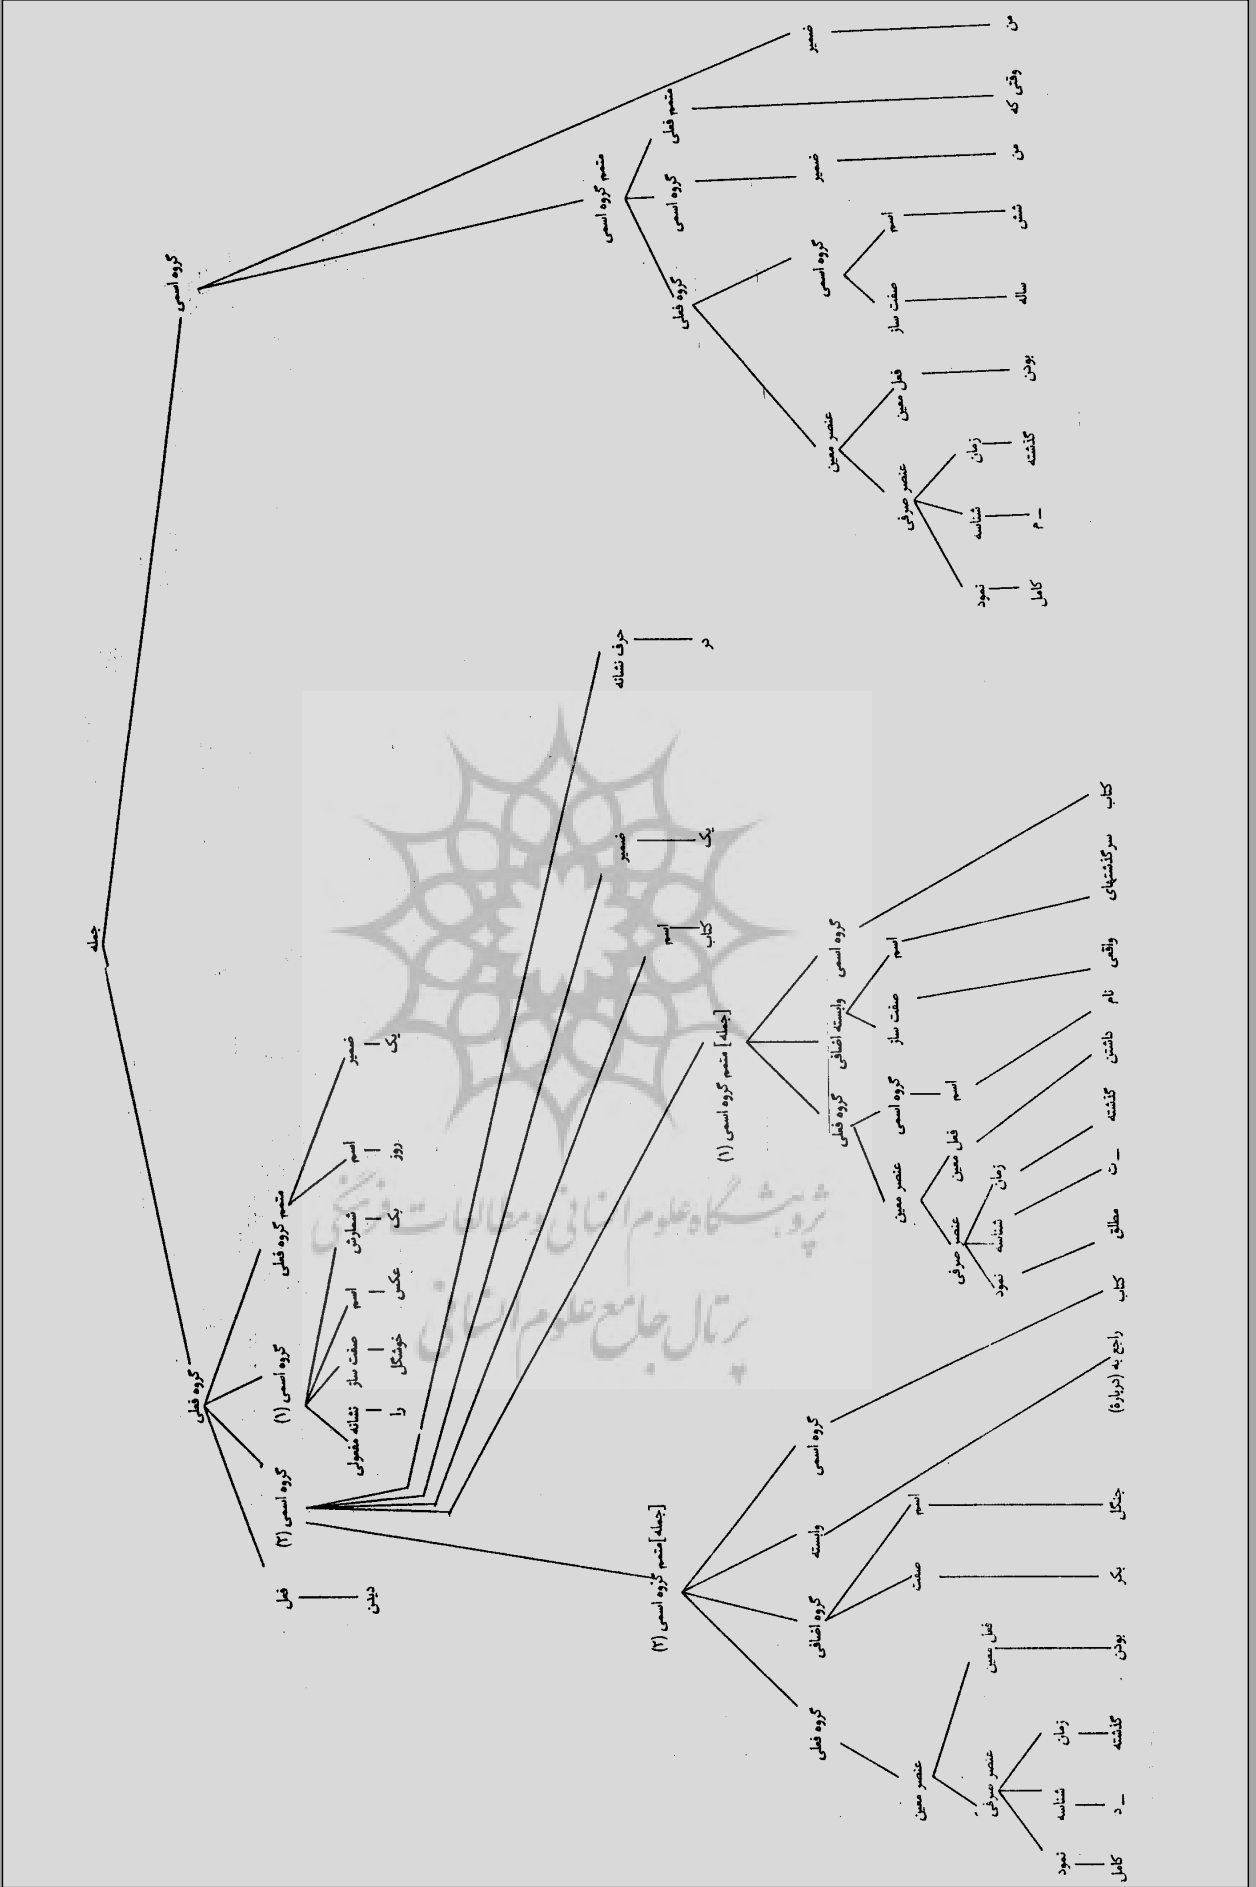 جمله
گروه اسمی
گروه فعلی
ضمیر
من
متمم گروه اسمی
متمم فعلی
وقتی که
گروه اسمی
ضمیر
من
گروه فعلی
گروه اسمی
اسم
شش
صفت ساز
ساله
عنصر معین
فعل معین
بودن
عنصر صرفی
زمان
گذشته
شناسه
ـ م
نمود
کامل
متمم گروه فعلی
ضمیر
یک
اسم
روز
گروه اسمی (۱)
شمارش
یک
اسم
عکس
صفت ساز
خوشگل
نشانه مفعولی
را
گروه اسمی (۲)
حرف نشانه
در
ضمیر
یک
اسم
کتاب
[جمله] متمم گروه اسمی (۱)
گروه اسمی
کتاب
وابسته اضافی
اسم
سرگذشتهای
صفت ساز
واقعی
گروه فعلی
گروه اسمی
اسم
نام
عنصر معین
فعل معین
داشتن
عنصر صرفی
زمان
گذشته
شناسه
ـ ت
نمود
مطلق
[جمله] متمم گروه اسمی (۲)
گروه اسمی
کتاب
وابسته
راجع به (دربارهٔ)
گروه اضافی
اسم
جنگل
صفت
بکر
گروه فعلی
عنصر معین
فعل معین
بودن
عنصر صرفی
زمان
گذشته
شناسه
ـ د
نمود
کامل
فعل
دیدن
پژوهشگاه علوم انسانی و مطالعات فرهنگی
پرتال جامع علوم انسانی